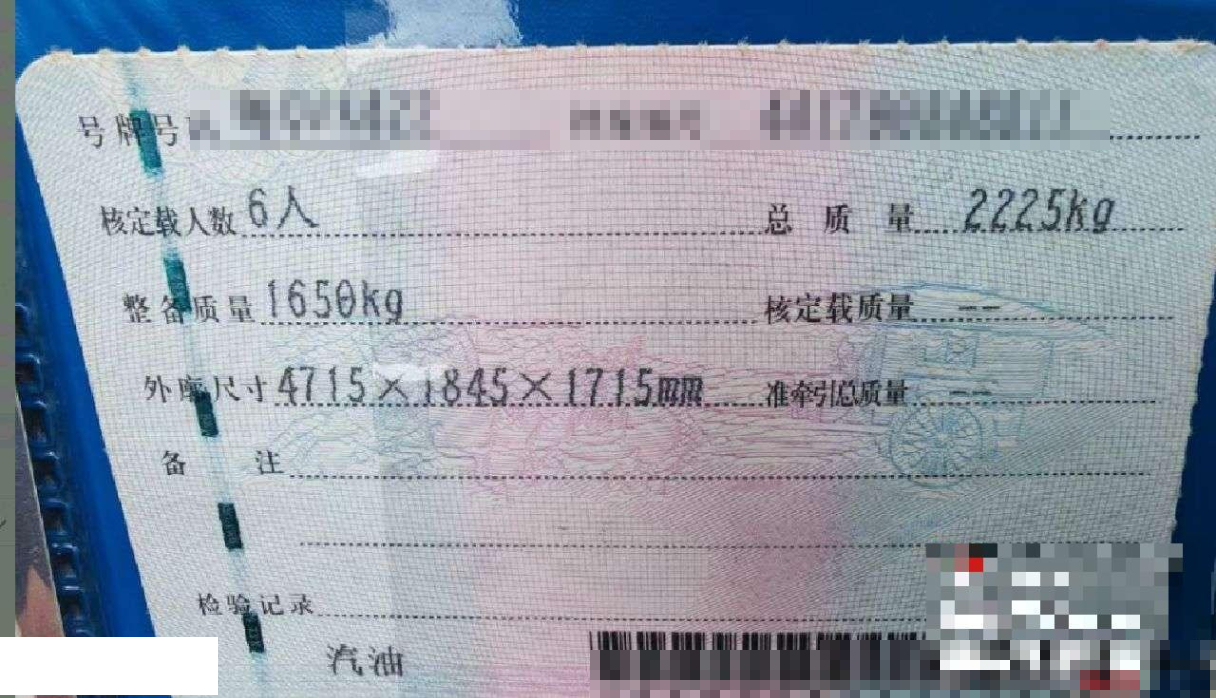 号牌号
核定载人数 6人 总质量 2225kg
整备质量 1650kg 核定载质量 --
外廓尺寸 4715×1845×1715mm 准牵引总质量 --
备注
检验记录
汽油